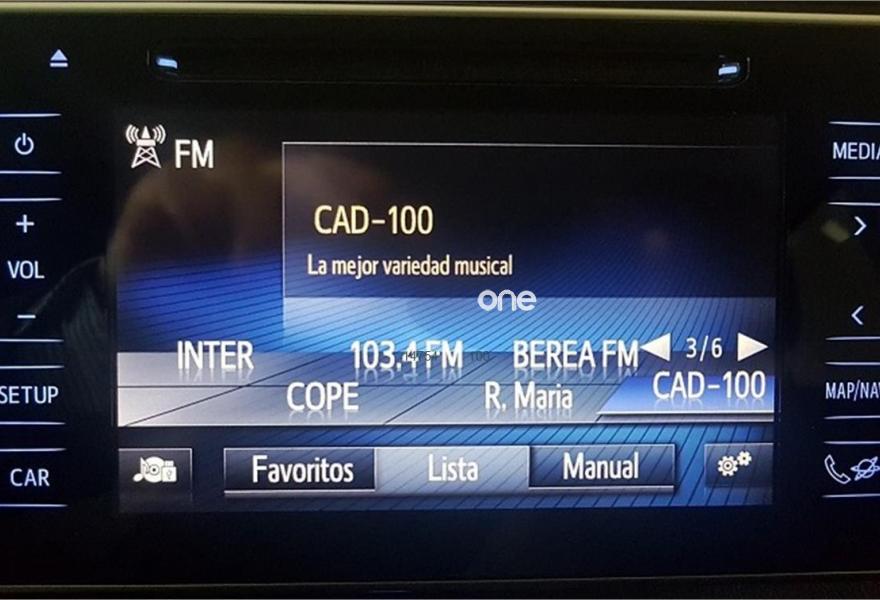 FM
MEDIA
CAD-100
La mejor variedad musical
one
VOL
INTER 103.4 FM BEREA FM 3/6
COPE R. Maria CAD-100
SETUP
MAP/NAV
CAR
Favoritos Lista Manual